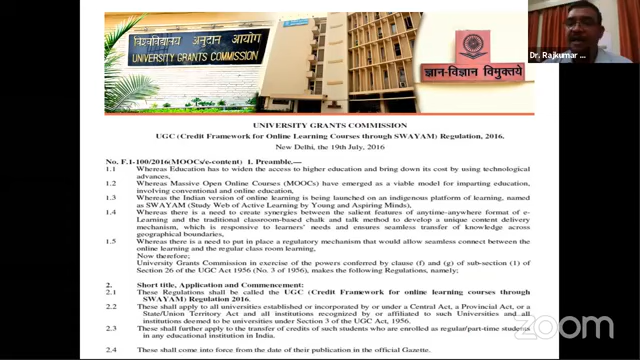 विश्वविद्यालय अनुदान आयोग
UNIVERSITY GRANTS COMMISSION
ज्ञान-विज्ञान विमुक्तये
Dr. Rajkumar ...
UNIVERSITY GRANTS COMMISSION
UGC (Credit Framework for Online Learning Courses through SWAYAM) Regulation, 2016.
New Delhi, the 19th July, 2016
No. F.1-100/2016(MOOCs/e-content) 1. Preamble.—
1.1 Whereas Education has to widen the access to higher education and bring down its cost by using technological
advances,
1.2 Whereas Massive Open Online Courses (MOOCs) have emerged as a viable model for imparting education,
involving conventional and online education,
1.3 Whereas the Indian version of online learning is being launched on an indigenous platform of learning, named
as SWAYAM (Study Web of Active Learning by Young and Aspiring Minds),
1.4 Whereas there is need to create synergies between the salient features of anytime-anywhere format of e-
Learning and the traditional classroom-based chalk and talk method to develop a unique content delivery
mechanism, which is responsive to learners' needs and ensures seamless transfer of knowledge across
geographical boundaries,
1.5 Whereas there is need to put in place a regulatory mechanism that would allow seamless connect between the
online learning and the regular class room learning,
Now therefore;
University Grants Commission in exercise of the powers conferred by clause (f) and (g) of sub-section (1) of
Section 26 of the UGC Act 1956 (No. 3 of 1956), makes the following Regulations, namely;
2. Short title, Application and Commencement:
2.1 These Regulations shall be called the UGC (Credit Framework for online learning courses through
SWAYAM) Regulation 2016.
2.2 These shall apply to all universities established or incorporated by or under a Central Act, a Provincial Act, or a
State/Union Territory Act and all institutions recognized by or affiliated to such Universities and all
institutions deemed to be universities under Section 3 of the UGC Act, 1956.
2.3 These shall further apply to the transfer of credits of such students who are enrolled as regular/part-time students
in any educational institution in India.
2.4 These shall come into force from the date of their publication in the official Gazette.
zoom